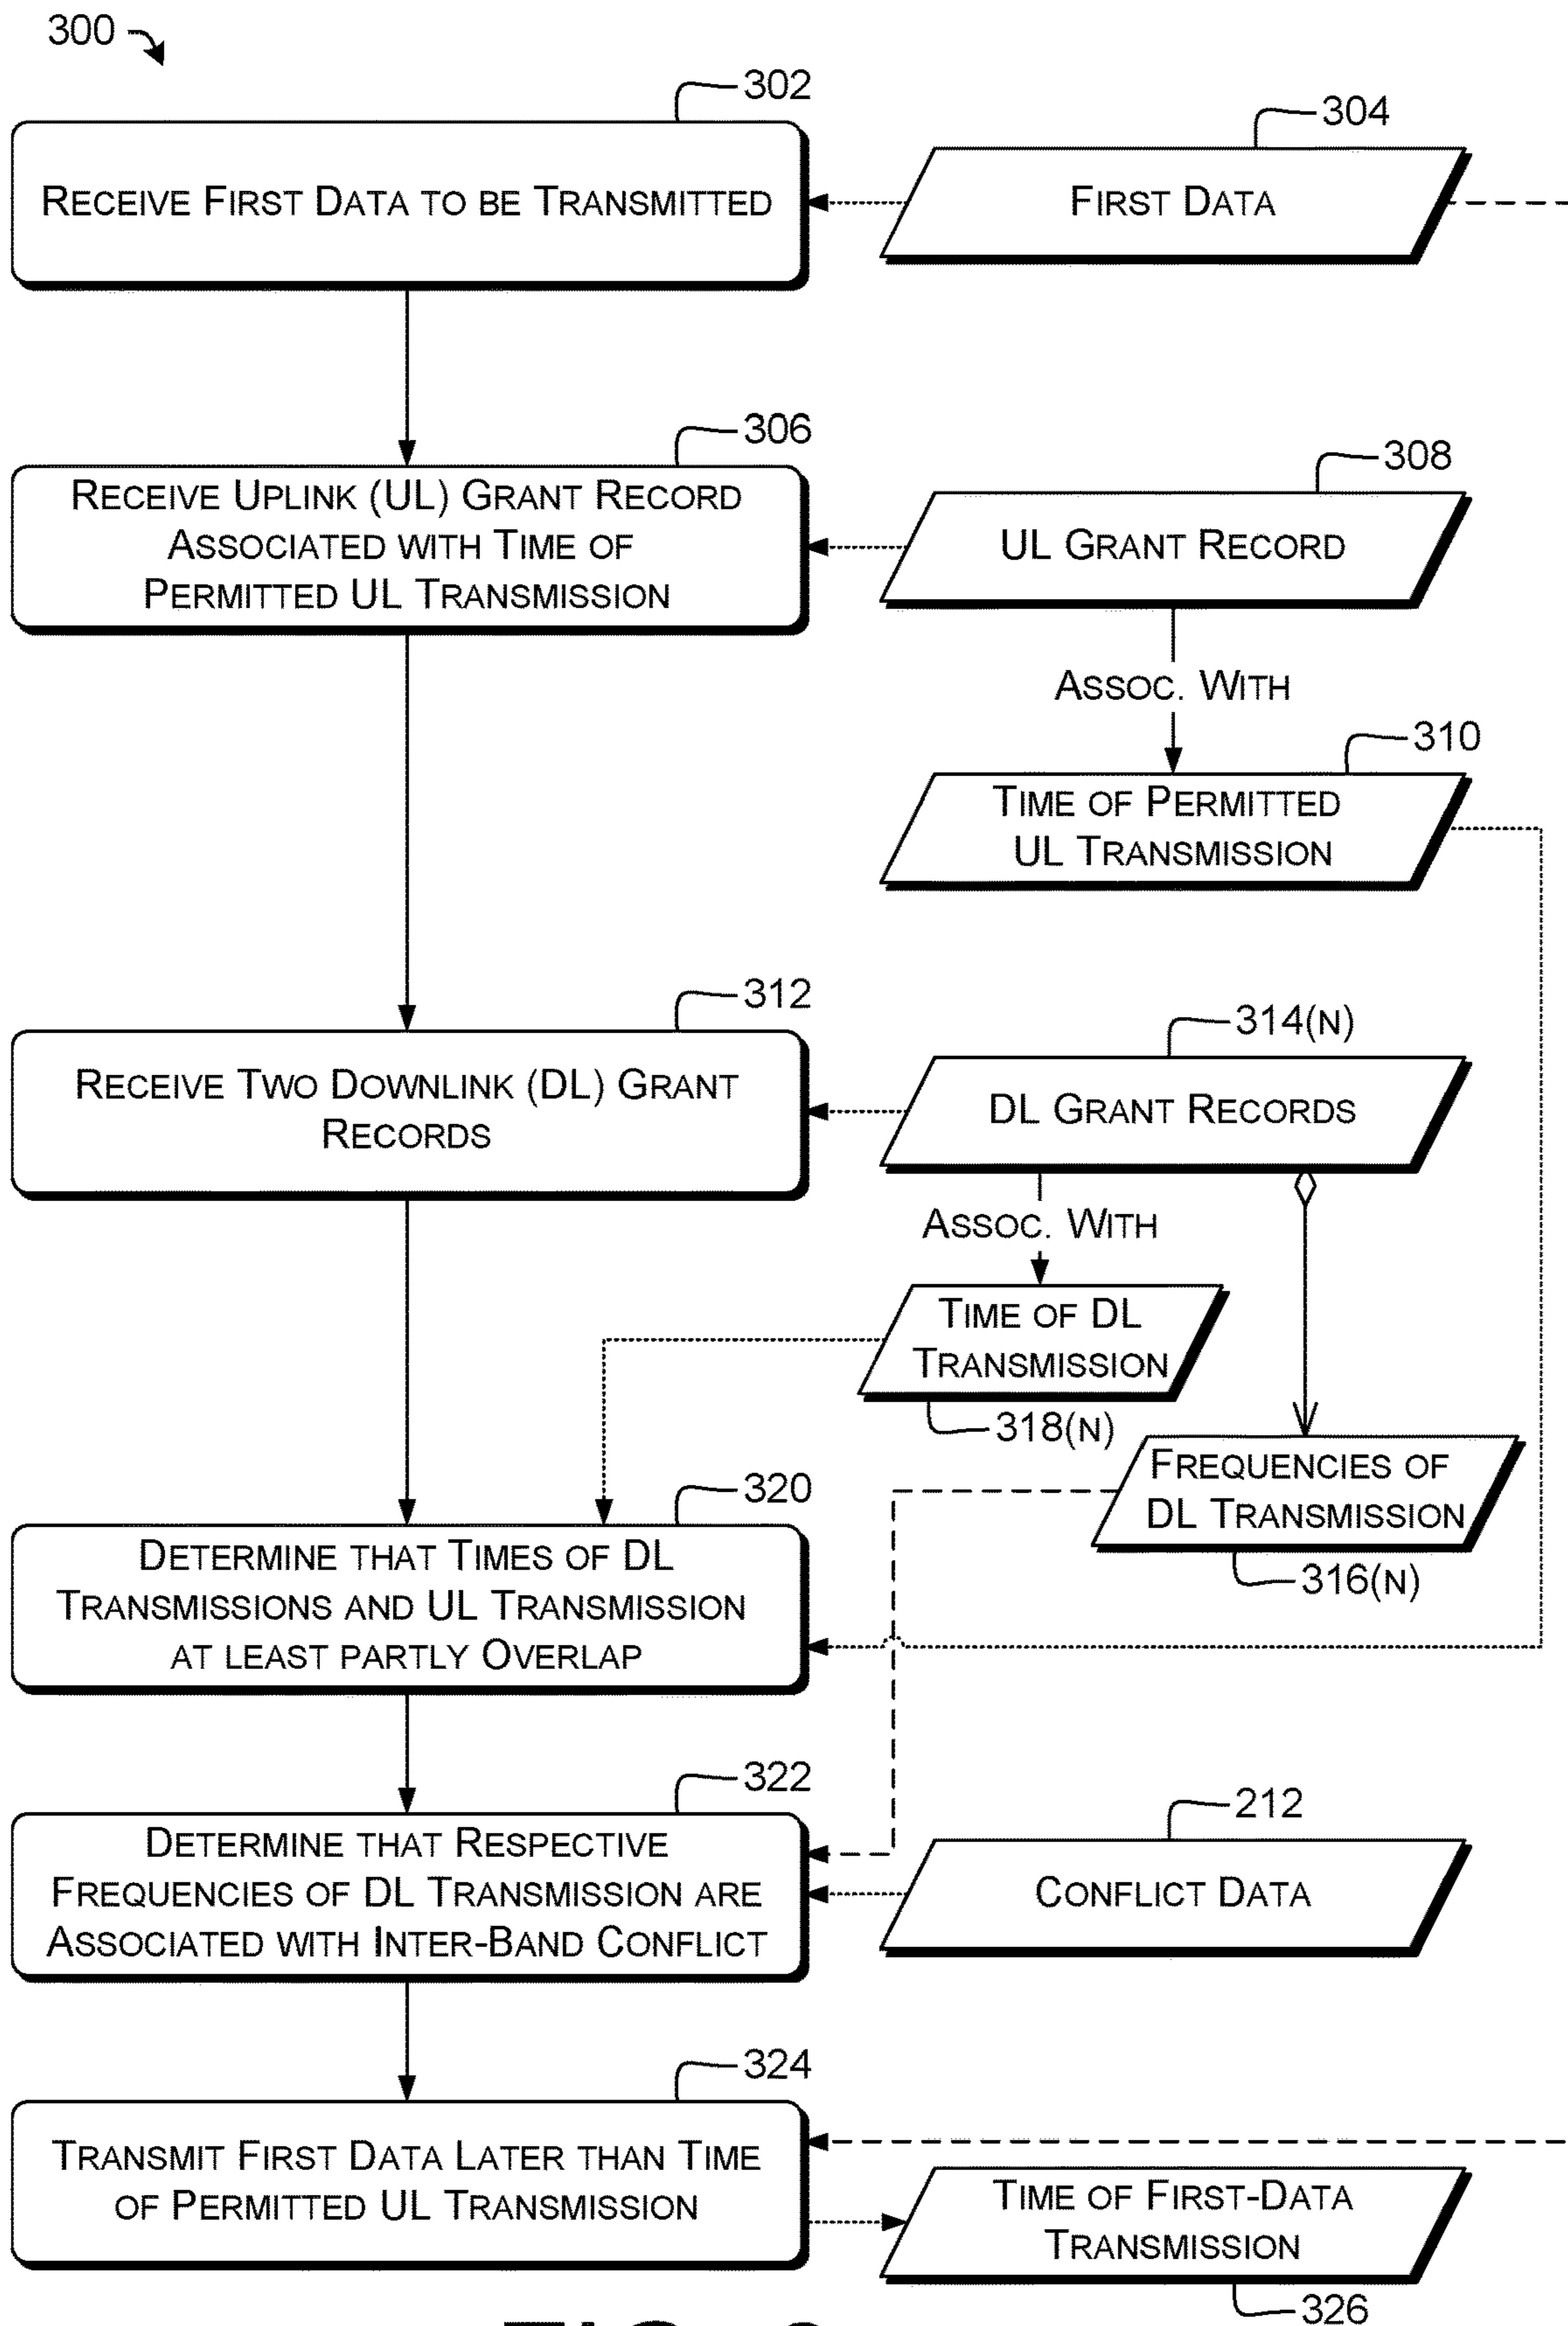 300
302
RECEIVE FIRST DATA TO BE TRANSMITTED
304
FIRST DATA
306
RECEIVE UPLINK (UL) GRANT RECORD
ASSOCIATED WITH TIME OF
PERMITTED UL TRANSMISSION
308
UL GRANT RECORD
ASSOC. WITH
310
TIME OF PERMITTED
UL TRANSMISSION
312
RECEIVE TWO DOWNLINK (DL) GRANT
RECORDS
314(N)
DL GRANT RECORDS
ASSOC. WITH
TIME OF DL
TRANSMISSION
318(N)
FREQUENCIES OF
DL TRANSMISSION
316(N)
320
DETERMINE THAT TIMES OF DL
TRANSMISSIONS AND UL TRANSMISSION
AT LEAST PARTLY OVERLAP
322
DETERMINE THAT RESPECTIVE
FREQUENCIES OF DL TRANSMISSION ARE
ASSOCIATED WITH INTER-BAND CONFLICT
212
CONFLICT DATA
324
TRANSMIT FIRST DATA LATER THAN TIME
OF PERMITTED UL TRANSMISSION
TIME OF FIRST-DATA
TRANSMISSION
326